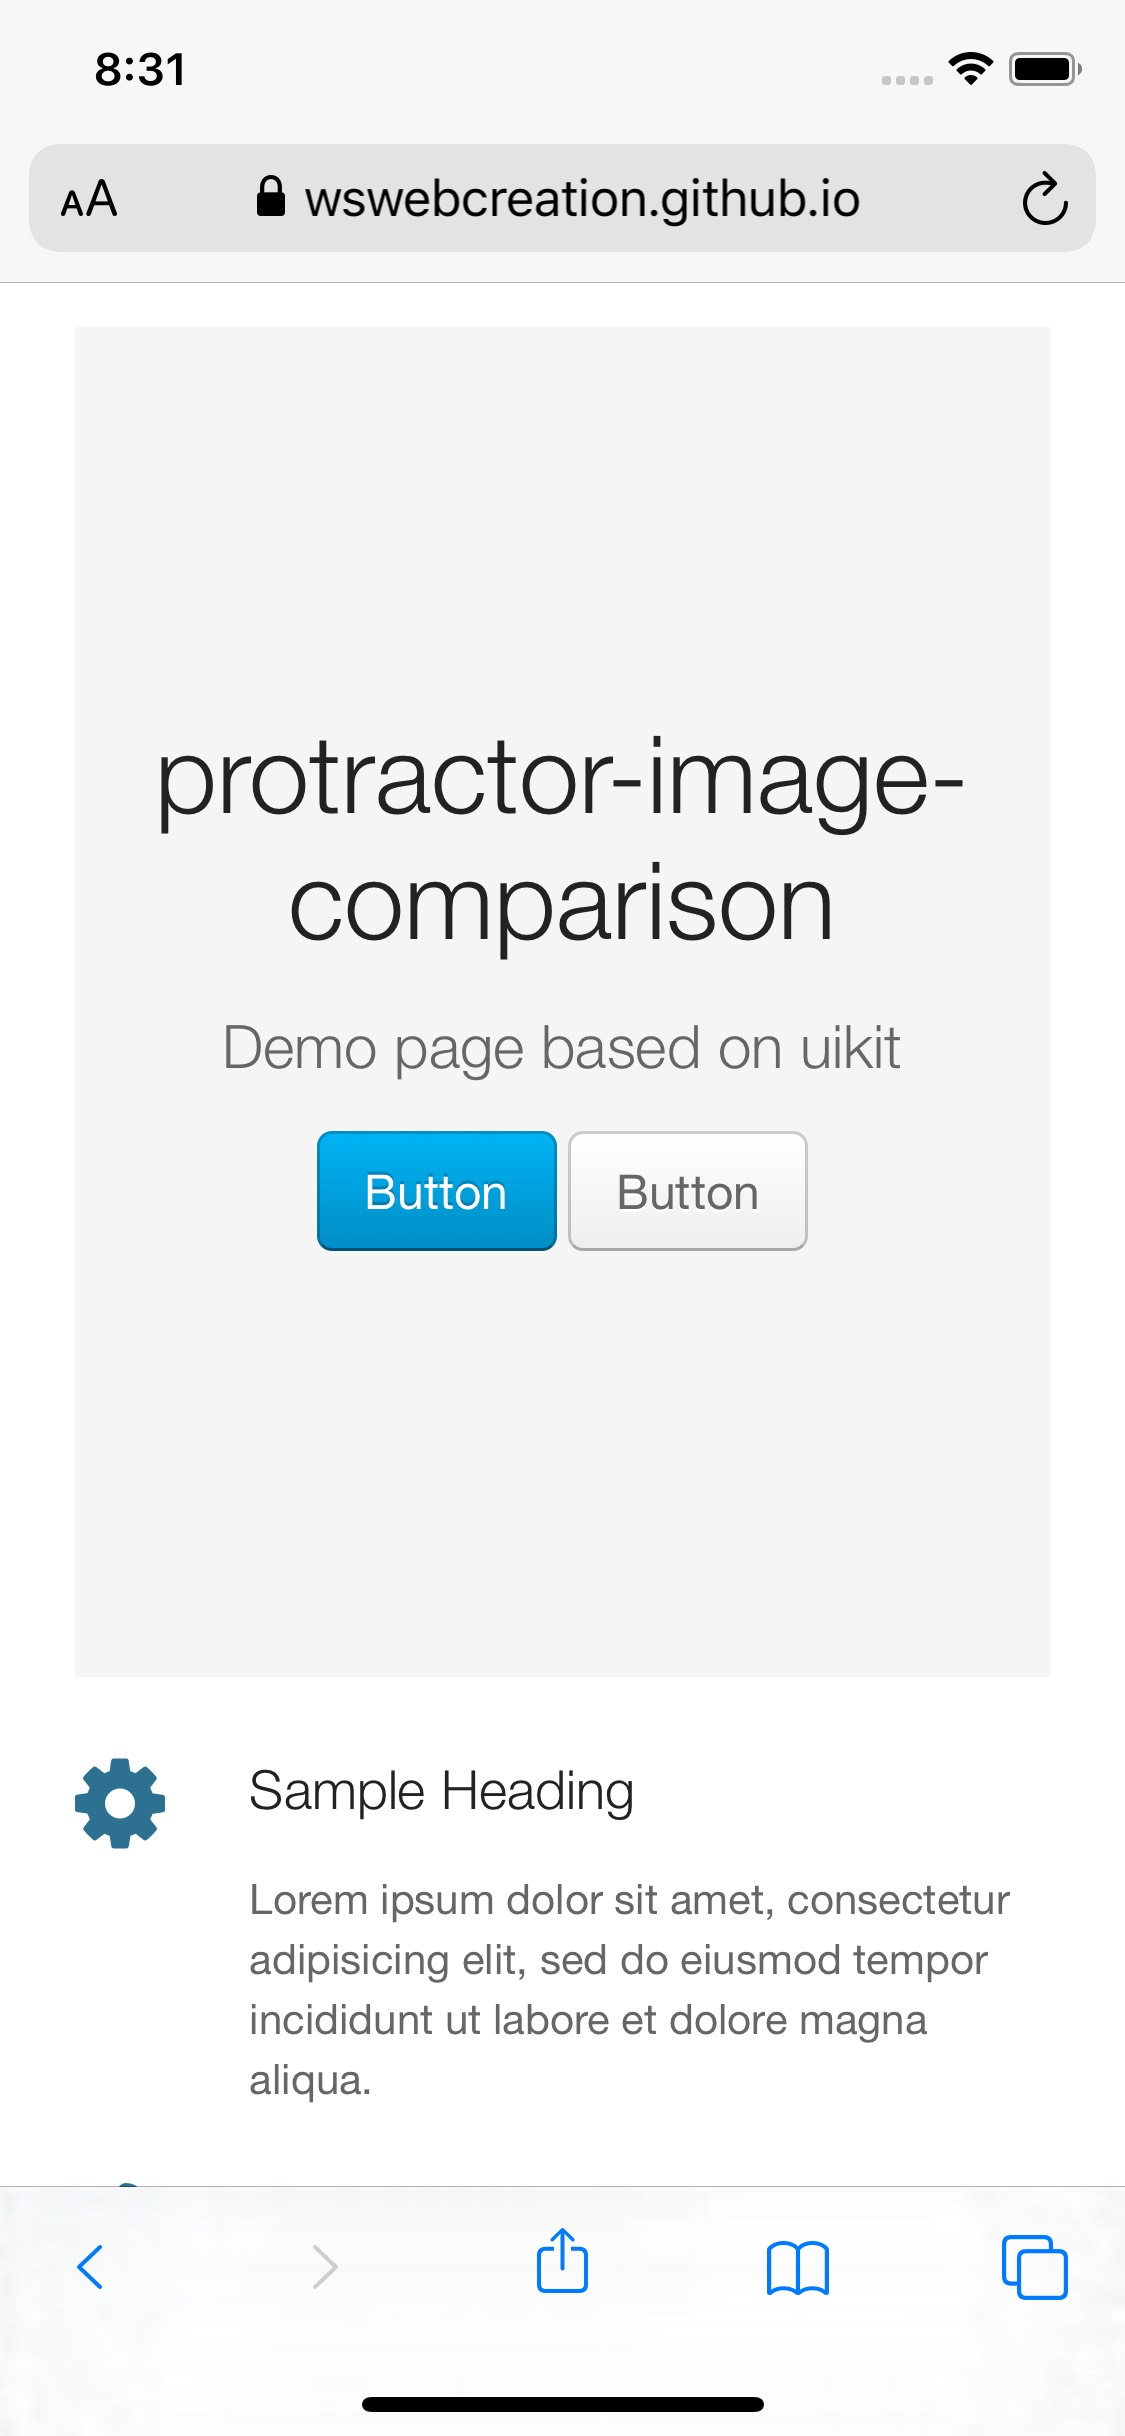 8:31
AA wswebcreation.github.io
protractor-image-
comparison
Demo page based on uikit
Button Button
Sample Heading
Lorem ipsum dolor sit amet, consectetur
adipisicing elit, sed do eiusmod tempor
incididunt ut labore et dolore magna
aliqua.